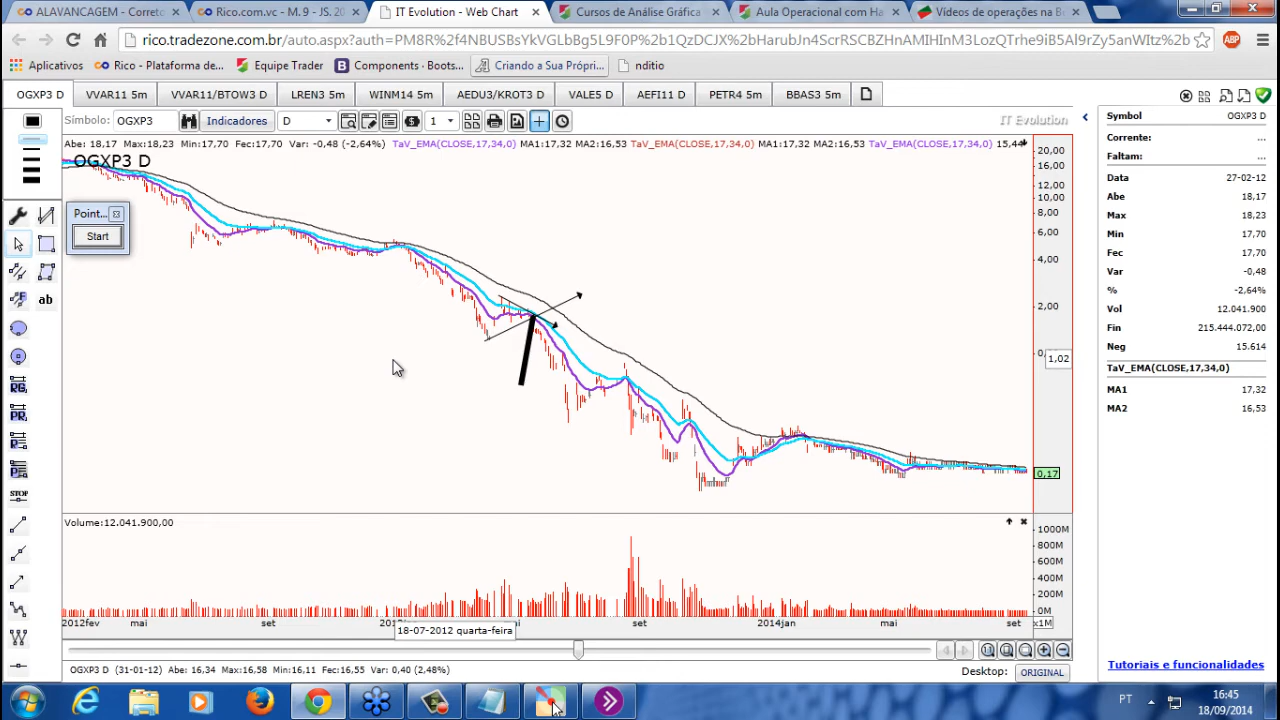 ALAVANCAGEM - Correto
Rico.com.vc - M. 9 - JS. 20
IT Evolution - Web Chart
Cursos de Análise Gráfica
Aula Operacional com Ha
Vídeos de operações na B
rico.tradezone.com.br/auto.aspx?auth=PM8R%2f4NBUSBsYkVGLhBg5L9F0P%2b1QzDCJX%2bHarubJn4ScrRSCBZHnAMIHInM3LozQTrhe9iB5Al9rZy5anWItz%2b
ABP
Aplicativos
Rico - Plataforma de...
Equipe Trader
Components - Boots...
Criando a Sua Própri...
nditio
OGXP3 D
VVAR11 5m
VVAR11/BTOW3 D
LREN3 5m
WINM14 5m
AEDU3/KROT3 D
VALE5 D
AEFI11 D
PETR4 5m
BBAS3 5m
Símbolo:
OGXP3
Indicadores
D
1
IT Evolution
Abe: 18,17 Max:18,23 Min:17,70 Fec:17,70 Var: -0,48 (-2,64%)
TaV_EMA(CLOSE,17,34,0) MA1:17,32 MA2:16,53
TaV_EMA(CLOSE,17,34,0) MA1:17,32 MA2:16,53
TaV_EMA(CLOSE,17,34,0) 15,44
OGXP3 D
Point...
Start
ab
RG
PR
STOP
20,00
16,00
12,00
10,00
8,00
6,00
4,00
2,00
1,02
0,17
Volume:12.041.900,00
1000M
800M
600M
400M
200M
0M
x1M
2012fev
mai
set
18-07-2012 quarta-feira
set
2014jan
mai
set
OGXP3 D (31-01-12) Abe: 16,34 Max:16,58 Min:16,11 Fec:16,55 Var: 0,40 (2,48%)
Desktop:
ORIGINAL
Symbol OGXP3 D
Corrente: ...
Faltam: ...
Data 27-02-12
Abe 18,17
Max 18,23
Min 17,70
Fec 17,70
Var -0,48
% -2,64%
Vol 12.041.900
Fin 215.444.072,00
Neg 15.614
TaV_EMA(CLOSE,17,34,0)
MA1 17,32
MA2 16,53
Tutoriais e funcionalidades
PT
16:45
18/09/2014